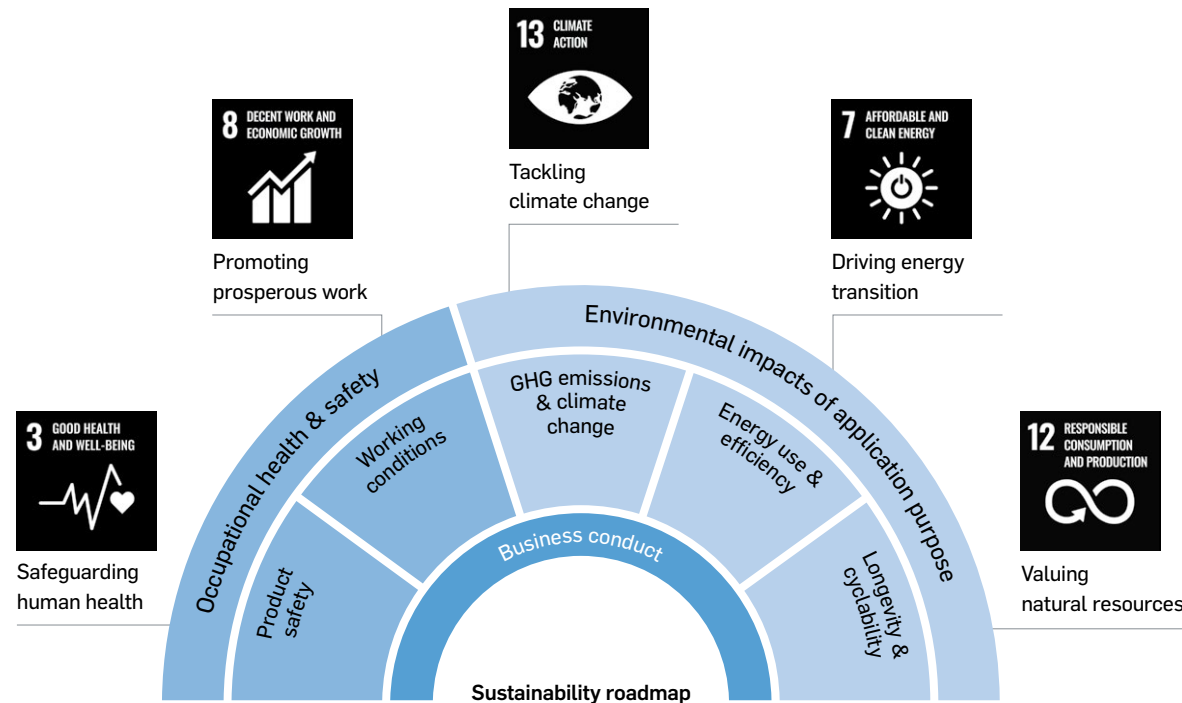 13 CLIMATE
ACTION
Tackling
climate change
8 DECENT WORK AND
ECONOMIC GROWTH
Promoting
prosperous work
7 AFFORDABLE AND
CLEAN ENERGY
Driving energy
transition
3 GOOD HEALTH
AND WELL-BEING
Safeguarding
human health
12 RESPONSIBLE
CONSUMPTION
AND PRODUCTION
Valuing
natural resources
Occupational health & safety
Environmental impacts of application purpose
Product
safety
Working
conditions
GHG emissions
& climate
change
Energy use &
efficiency
Longevity &
cyclability
Business conduct
Sustainability roadmap